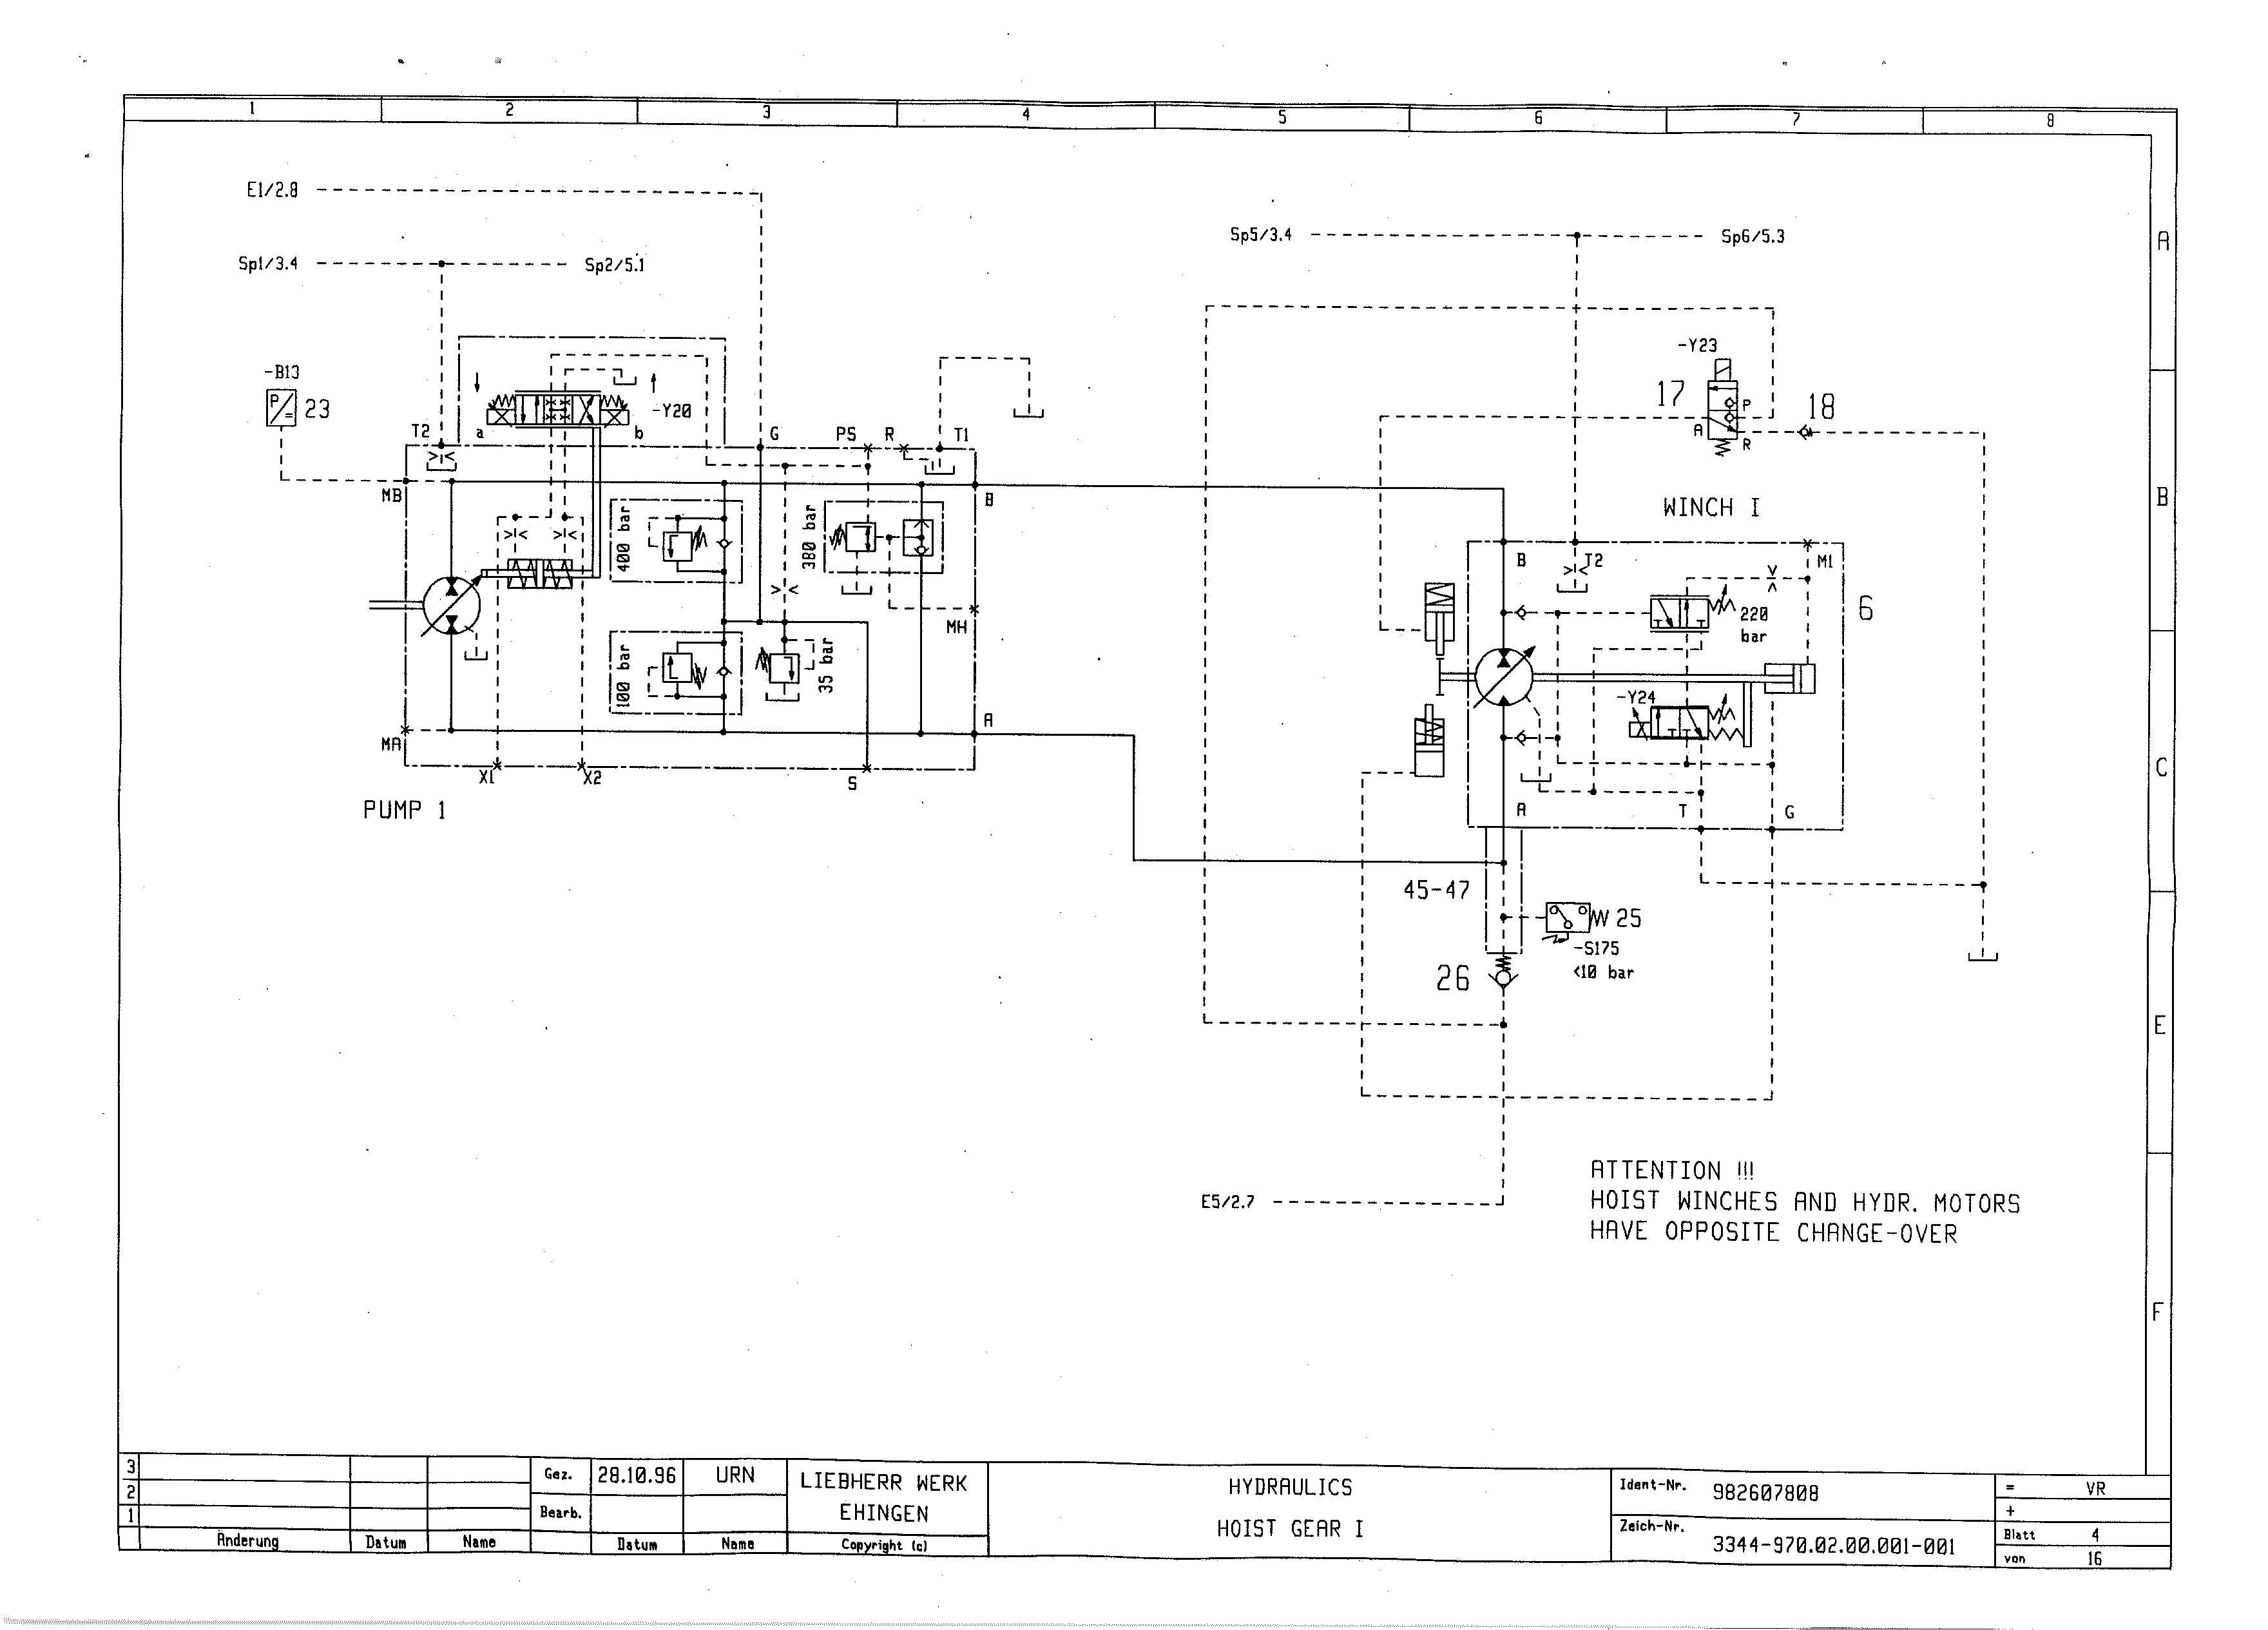 1 2 3 4 5 6 7 8
A
B
C
E
F
E1/2.8
Sp1/3.4
Sp2/5.1
Sp5/3.4
Sp6/5.3
-B13
P/=
23
-Y20
a
b
T2
G
PS
R
T1
MB
B
400 bar
380 bar
100 bar
35 bar
MH
A
MA
X1
X2
S
PUMP 1
-Y23
17
18
P
A
R
WINCH I
B
T2
M1
6
220
bar
-Y24
A
T
G
45-47
25
-S175
<10 bar
26
E5/2.7
ATTENTION !!!
HOIST WINCHES AND HYDR. MOTORS
HAVE OPPOSITE CHANGE-OVER
3
2
1
Änderung
Datum
Name
Gez.
28.10.96
URN
Bearb.
Datum
Name
LIEBHERR WERK
EHINGEN
Copyright (c)
HYDRAULICS
HOIST GEAR I
Ident-Nr. 982607808
Zeich-Nr.
3344-970.02.00.001-001
= VR
+
Blatt 4
von 16